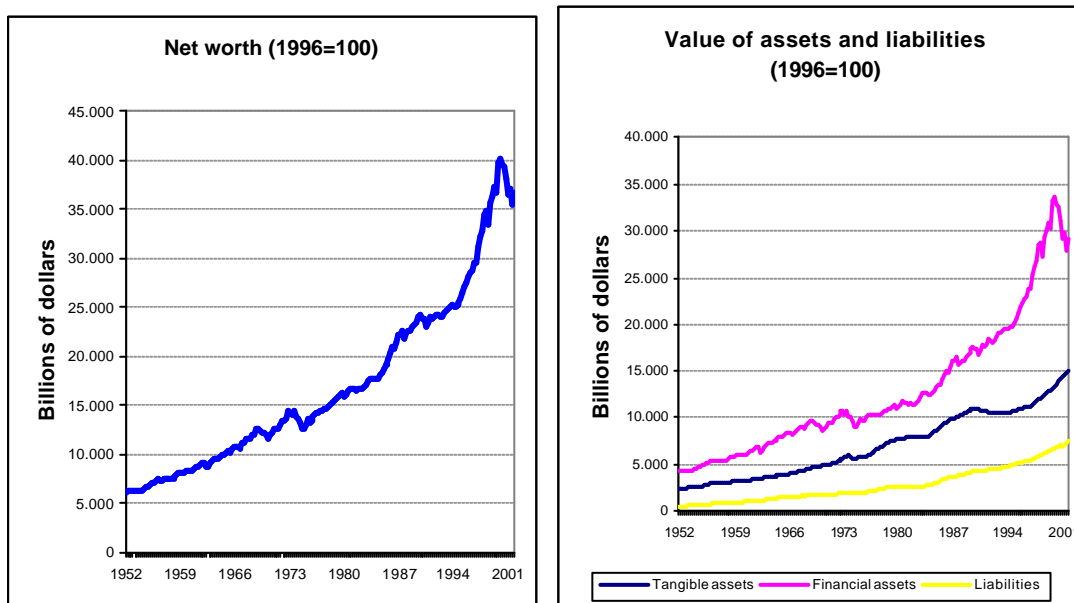 Net worth (1996=100)
Billions of dollars
45.000
40.000
35.000
30.000
25.000
20.000
15.000
10.000
5.000
0
1952 1959 1966 1973 1980 1987 1994 2001
Value of assets and liabilities
(1996=100)
Billions of dollars
40.000
35.000
30.000
25.000
20.000
15.000
10.000
5.000
0
1952 1959 1966 1973 1980 1987 1994 2001
Tangible assets Financial assets Liabilities